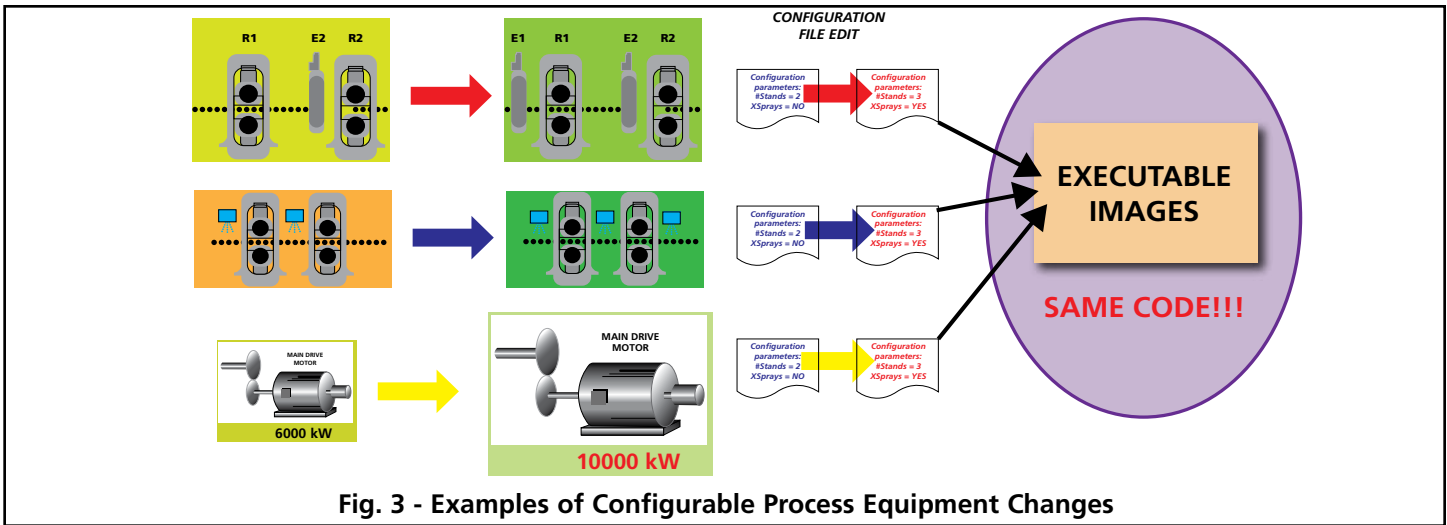 R1 E2 R2
E1 R1 E2 R2
CONFIGURATION
FILE EDIT
Configuration
parameters:
#Stands = 2
XSprays = NO
Configuration
parameters:
#Stands = 3
XSprays = YES
Configuration
parameters:
#Stands = 2
XSprays = NO
Configuration
parameters:
#Stands = 3
XSprays = YES
MAIN DRIVE
MOTOR
6000 kW
MAIN DRIVE
MOTOR
10000 kW
Configuration
parameters:
#Stands = 2
XSprays = NO
Configuration
parameters:
#Stands = 3
XSprays = YES
EXECUTABLE
IMAGES
SAME CODE!!!
Fig. 3 - Examples of Configurable Process Equipment Changes